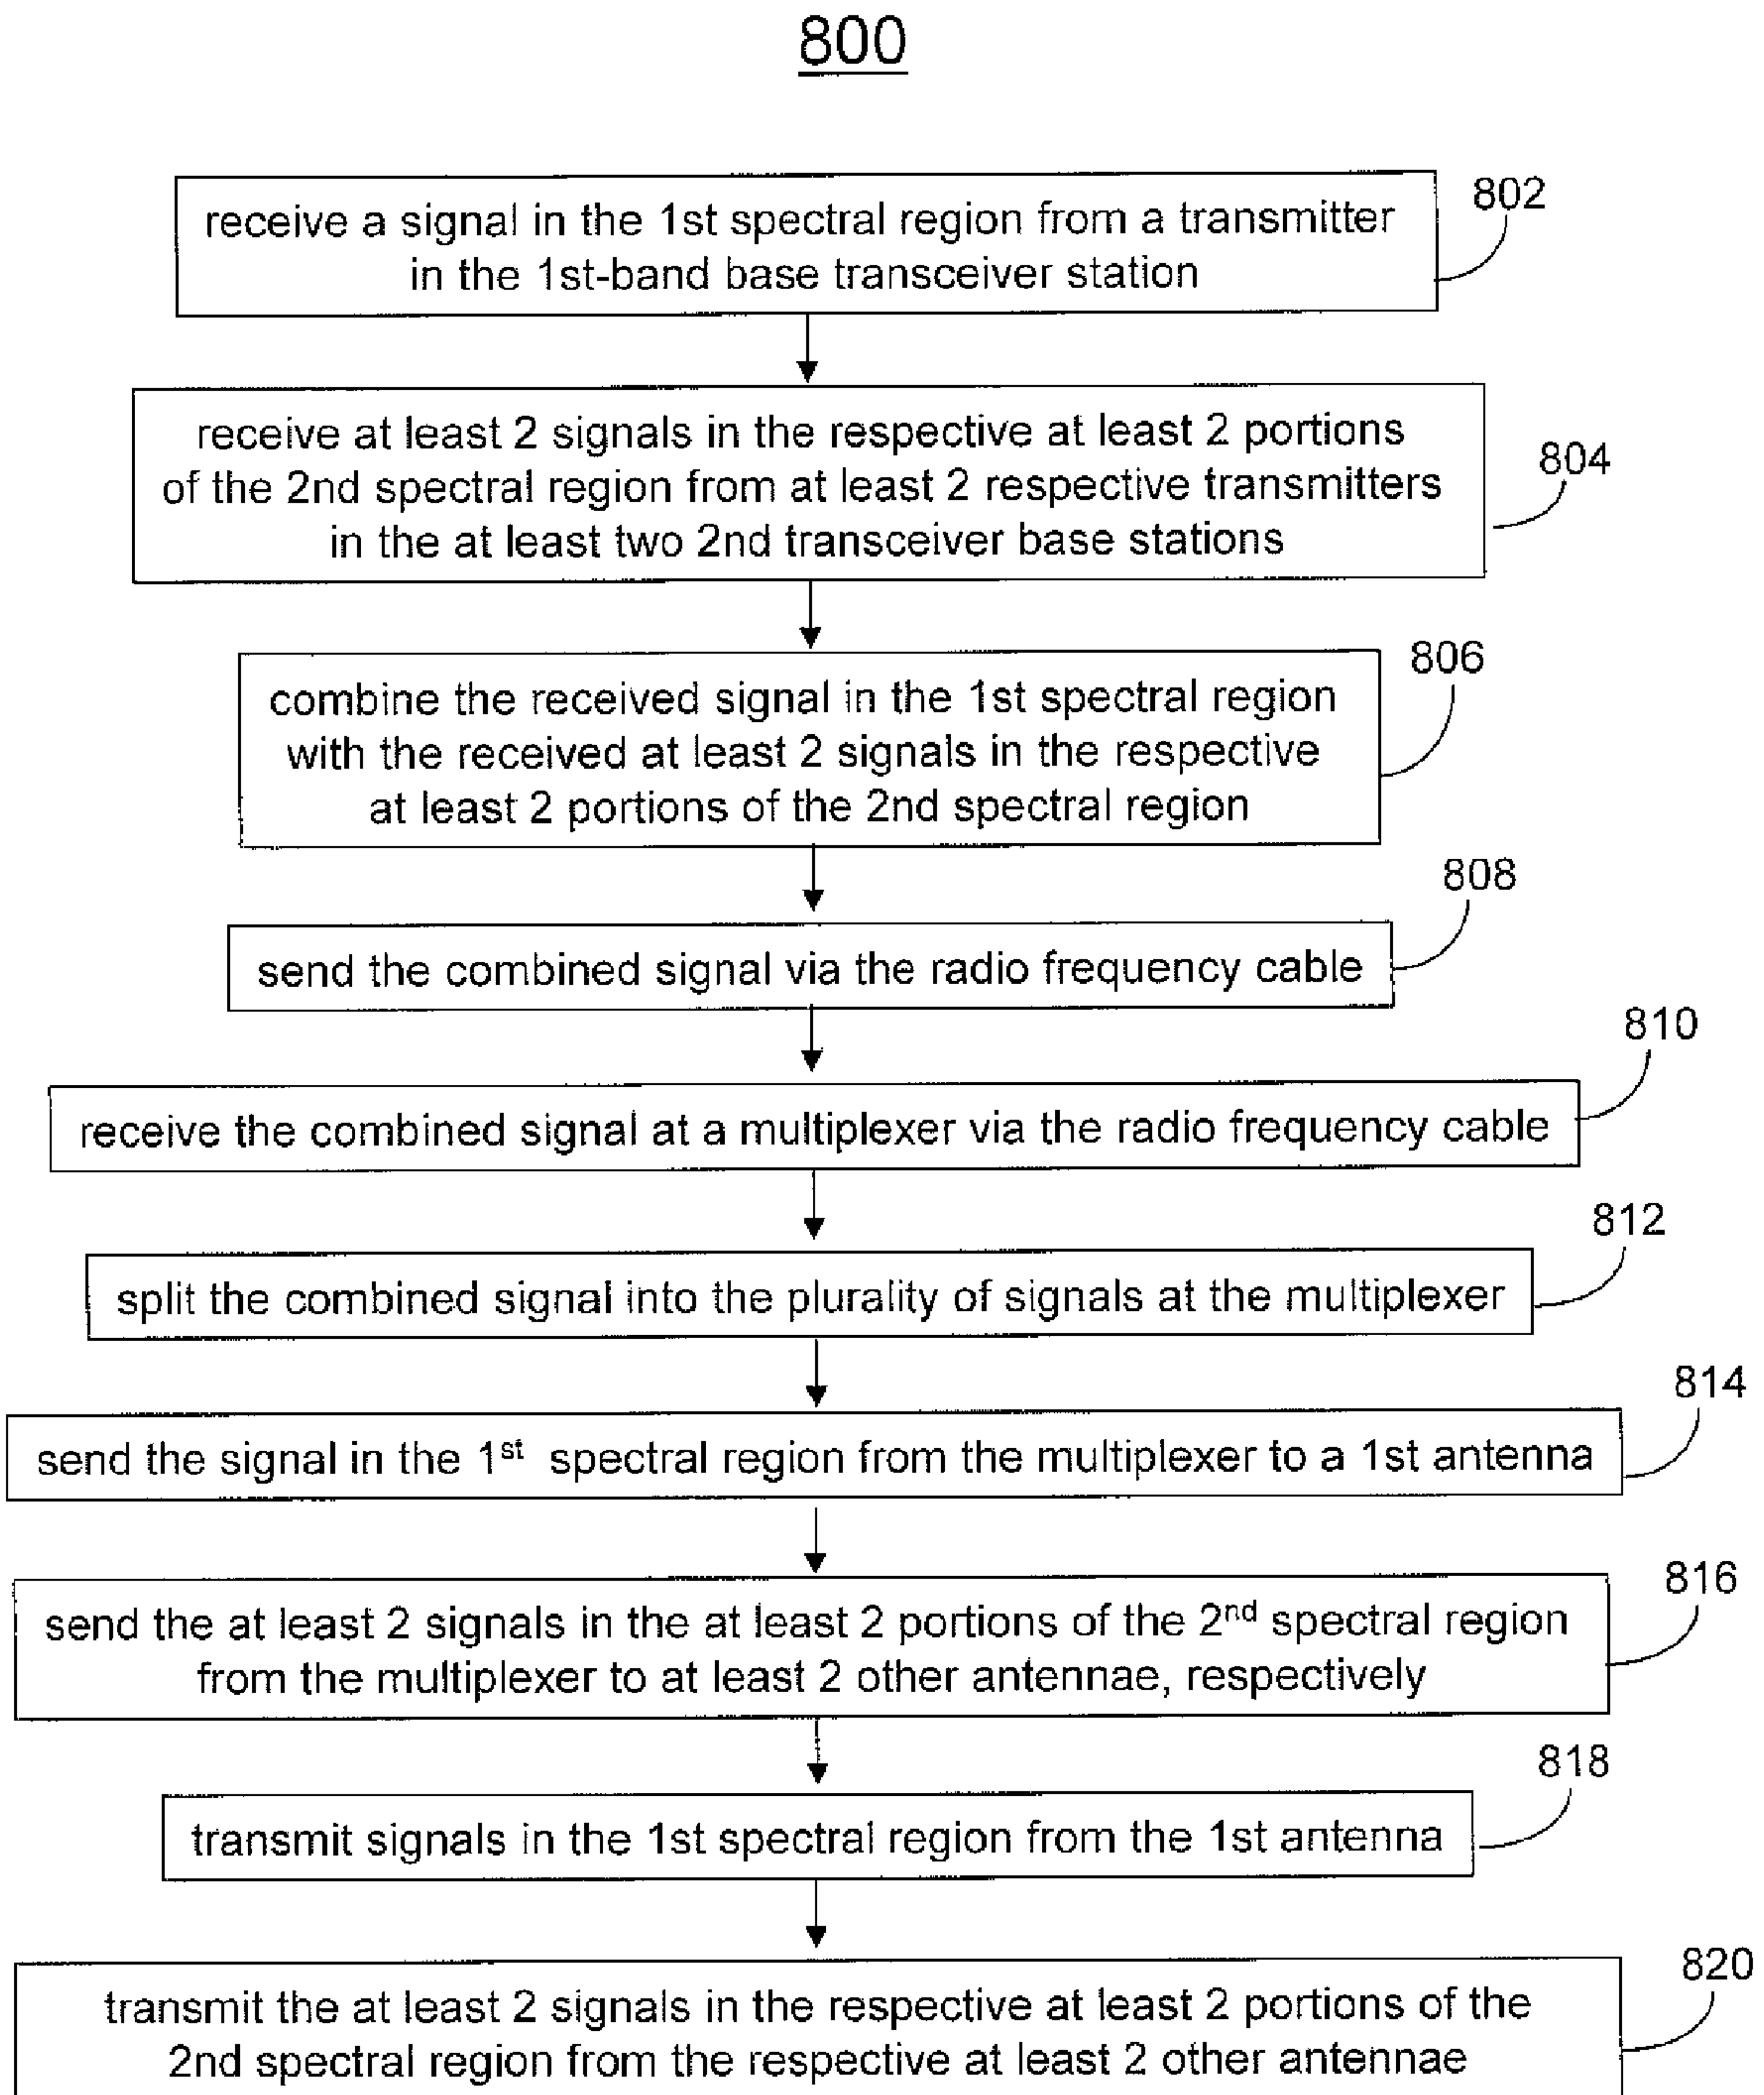 800
receive a signal in the 1st spectral region from a transmitter
in the 1st-band base transceiver station
802
receive at least 2 signals in the respective at least 2 portions
of the 2nd spectral region from at least 2 respective transmitters
in the at least two 2nd transceiver base stations
804
combine the received signal in the 1st spectral region
with the received at least 2 signals in the respective
at least 2 portions of the 2nd spectral region
806
send the combined signal via the radio frequency cable
808
receive the combined signal at a multiplexer via the radio frequency cable
810
split the combined signal into the plurality of signals at the multiplexer
812
send the signal in the 1st spectral region from the multiplexer to a 1st antenna
814
send the at least 2 signals in the at least 2 portions of the 2nd spectral region
from the multiplexer to at least 2 other antennae, respectively
816
transmit signals in the 1st spectral region from the 1st antenna
818
transmit the at least 2 signals in the respective at least 2 portions of the
2nd spectral region from the respective at least 2 other antennae
820